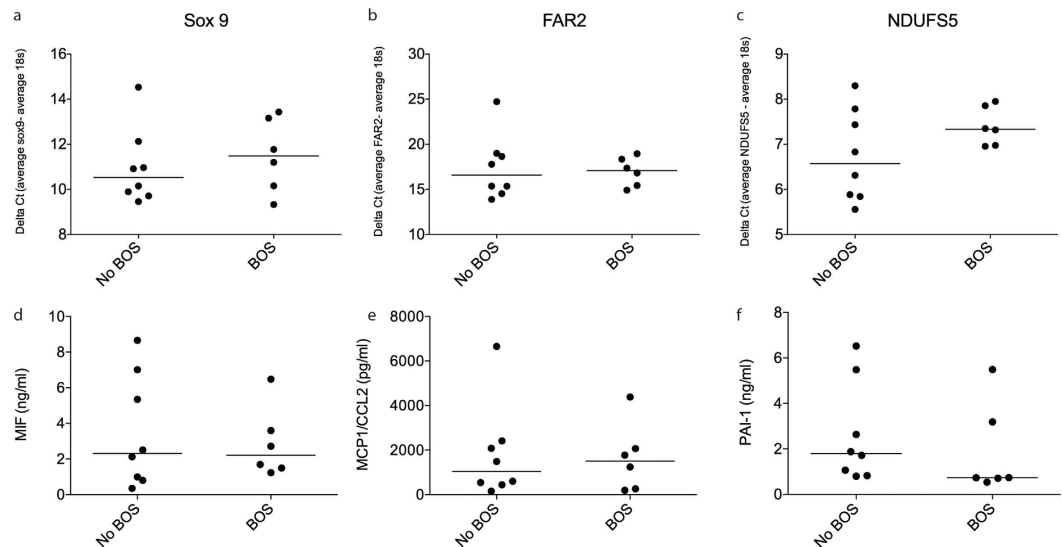 a
Sox 9
Delta Ct (average sox9- average 18s)
16
14
12
10
8
No BOS
BOS
b
FAR2
Delta Ct (average FAR2- average 18s)
30
25
20
15
10
No BOS
BOS
c
NDUFS5
Delta Ct (average NDUFS5 - average 18s)
9
8
7
6
5
No BOS
BOS
d
MIF (ng/ml)
10
8
6
4
2
0
No BOS
BOS
e
MCP1/CCL2 (pg/ml)
8000
6000
4000
2000
0
No BOS
BOS
f
PAI-1 (ng/ml)
8
6
4
2
0
No BOS
BOS